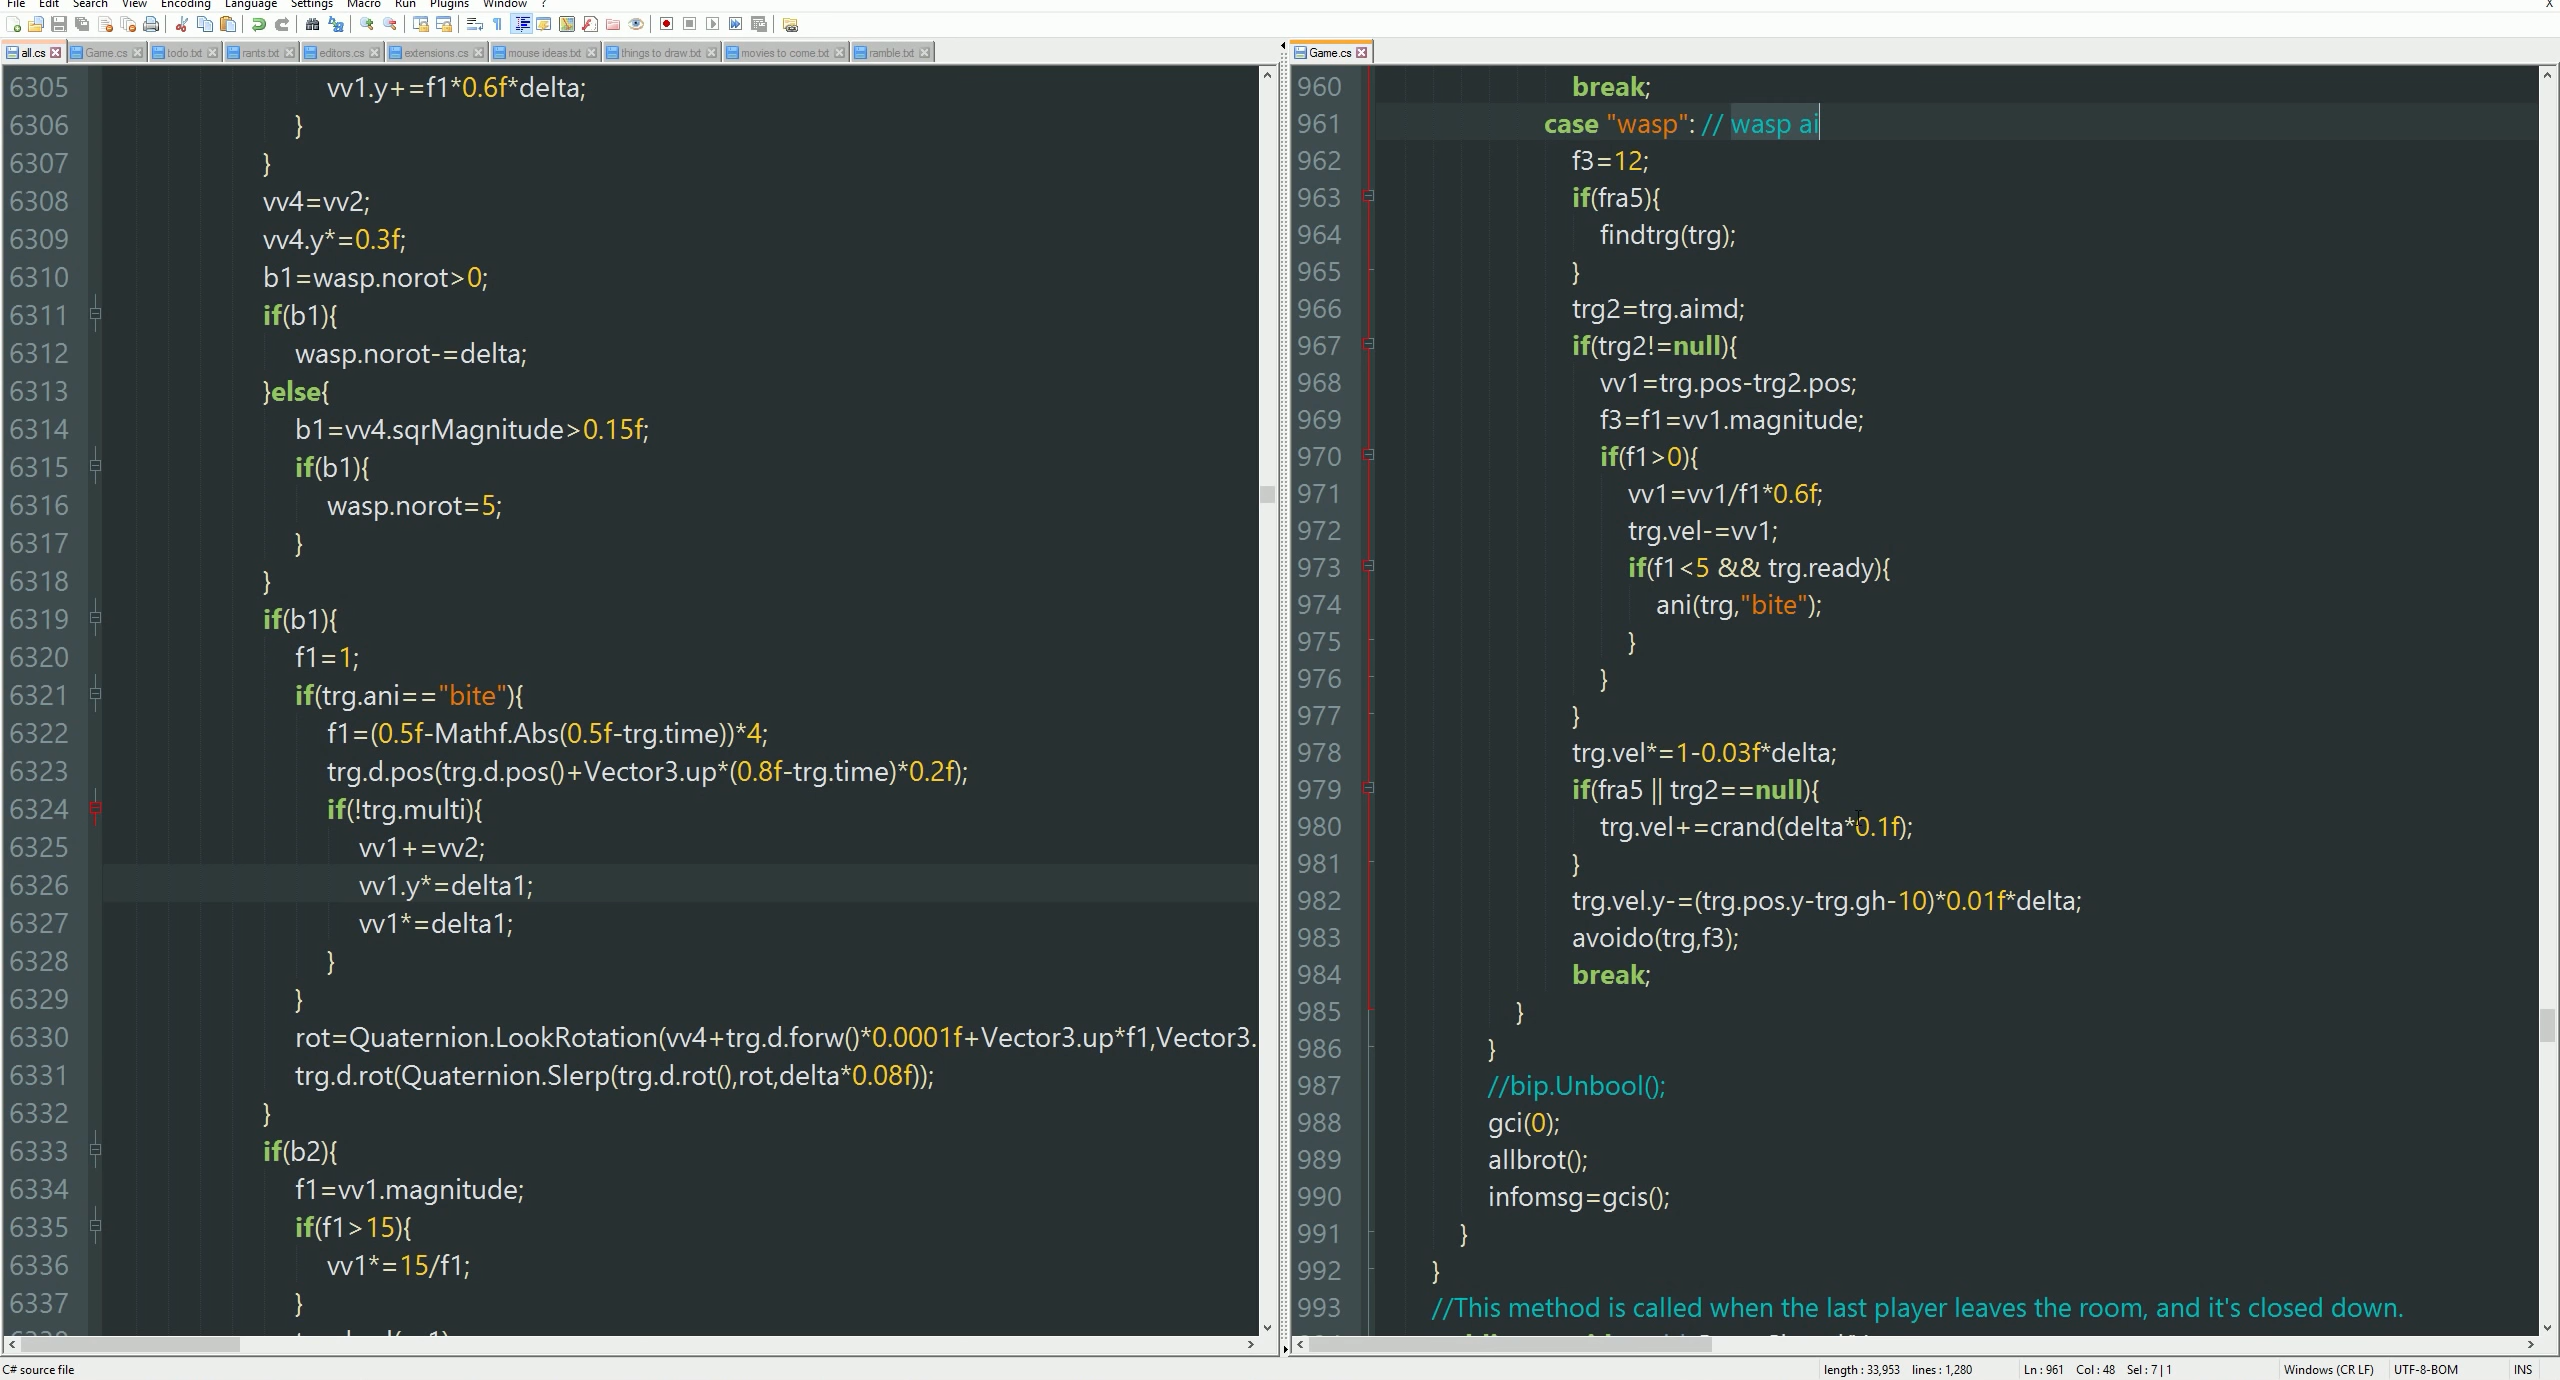 File Edit Search View Encoding Language Settings Macro Run Plugins Window ? X
all.cs Game.cs todo.txt rants.txt editors.cs extensions.cs mouse ideas.txt things to draw.txt movies to come.txt ramble.txt
6305 vv1.y+=f1*0.6f*delta;
6306 }
6307 }
6308 vv4=vv2;
6309 vv4.y*=0.3f;
6310 b1=wasp.norot>0;
6311 if(b1){
6312 wasp.norot-=delta;
6313 }else{
6314 b1=vv4.sqrMagnitude>0.15f;
6315 if(b1){
6316 wasp.norot=5;
6317 }
6318 }
6319 if(b1){
6320 f1=1;
6321 if(trg.ani=="bite"){
6322 f1=(0.5f-Mathf.Abs(0.5f-trg.time))*4;
6323 trg.d.pos(trg.d.pos()+Vector3.up*(0.8f-trg.time)*0.2f);
6324 if(!trg.multi){
6325 vv1+=vv2;
6326 vv1.y*=delta1;
6327 vv1*=delta1;
6328 }
6329 }
6330 rot=Quaternion.LookRotation(vv4+trg.d.forw()*0.0001f+Vector3.up*f1,Vector3.
6331 trg.d.rot(Quaternion.Slerp(trg.d.rot(),rot,delta*0.08f));
6332 }
6333 if(b2){
6334 f1=vv1.magnitude;
6335 if(f1>15){
6336 vv1*=15/f1;
6337 }
Game.cs
960 break;
961 case "wasp": // wasp ai
962 f3=12;
963 if(fra5){
964 findtrg(trg);
965 }
966 trg2=trg.aimd;
967 if(trg2!=null){
968 vv1=trg.pos-trg2.pos;
969 f3=f1=vv1.magnitude;
970 if(f1>0){
971 vv1=vv1/f1*0.6f;
972 trg.vel-=vv1;
973 if(f1<5 && trg.ready){
974 ani(trg,"bite");
975 }
976 }
977 }
978 trg.vel*=1-0.03f*delta;
979 if(fra5 || trg2==null){
980 trg.vel+=crand(delta*0.1f);
981 }
982 trg.vel.y-=(trg.pos.y-trg.gh-10)*0.01f*delta;
983 avoido(trg,f3);
984 break;
985 }
986 }
987 //bip.Unbool();
988 gci(0);
989 allbrot();
990 infomsg=gcis();
991 }
992 }
993 //This method is called when the last player leaves the room, and it's closed down.
C# source file length : 33,953 lines : 1,280 Ln : 961 Col : 48 Sel : 7 | 1 Windows (CR LF) UTF-8-BOM INS